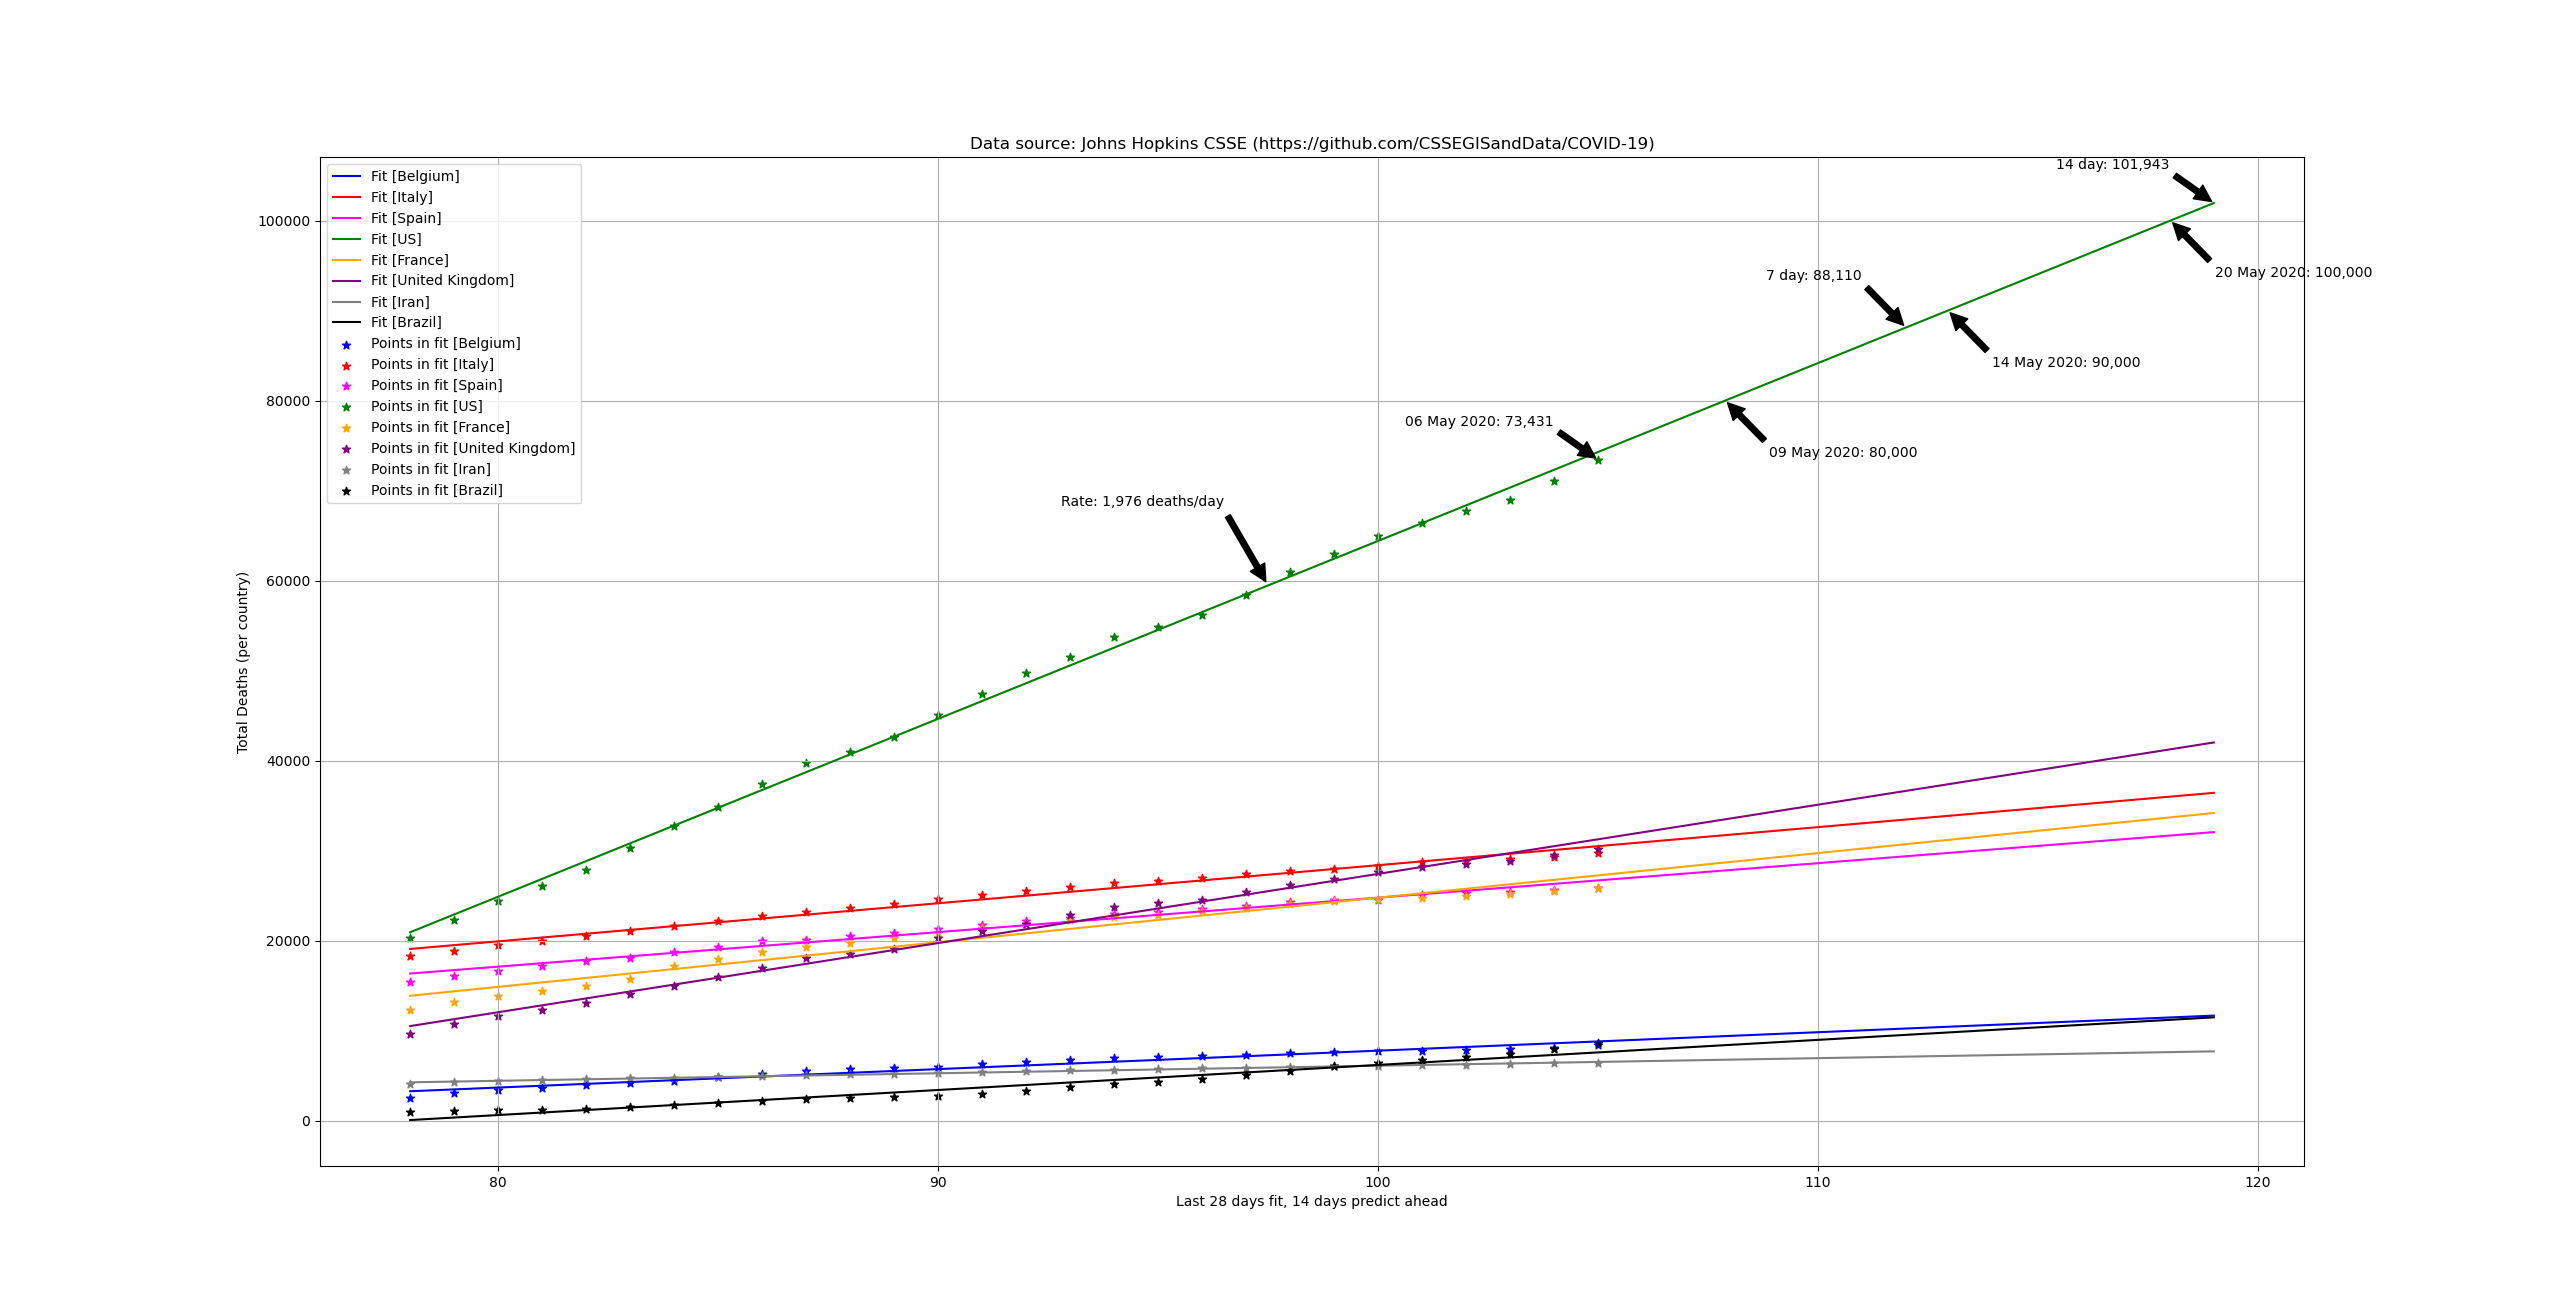 Data source: Johns Hopkins CSSE (https://github.com/CSSEGISandData/COVID-19)
Fit [Belgium]
Fit [Italy]
Fit [Spain]
Fit [US]
Fit [France]
Fit [United Kingdom]
Fit [Iran]
Fit [Brazil]
Points in fit [Belgium]
Points in fit [Italy]
Points in fit [Spain]
Points in fit [US]
Points in fit [France]
Points in fit [United Kingdom]
Points in fit [Iran]
Points in fit [Brazil]
14 day: 101,943
20 May 2020: 100,000
7 day: 88,110
14 May 2020: 90,000
06 May 2020: 73,431
09 May 2020: 80,000
Rate: 1,976 deaths/day
Total Deaths (per country)
100000
80000
60000
40000
20000
0
80
90
100
110
120
Last 28 days fit, 14 days predict ahead